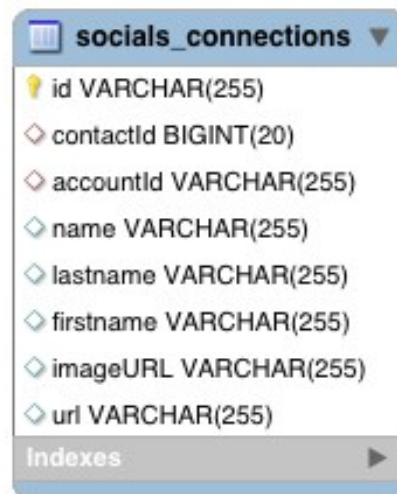 socials_connections
id VARCHAR(255)
contactId BIGINT(20)
accountId VARCHAR(255)
name VARCHAR(255)
lastname VARCHAR(255)
firstname VARCHAR(255)
imageURL VARCHAR(255)
url VARCHAR(255)
Indexes